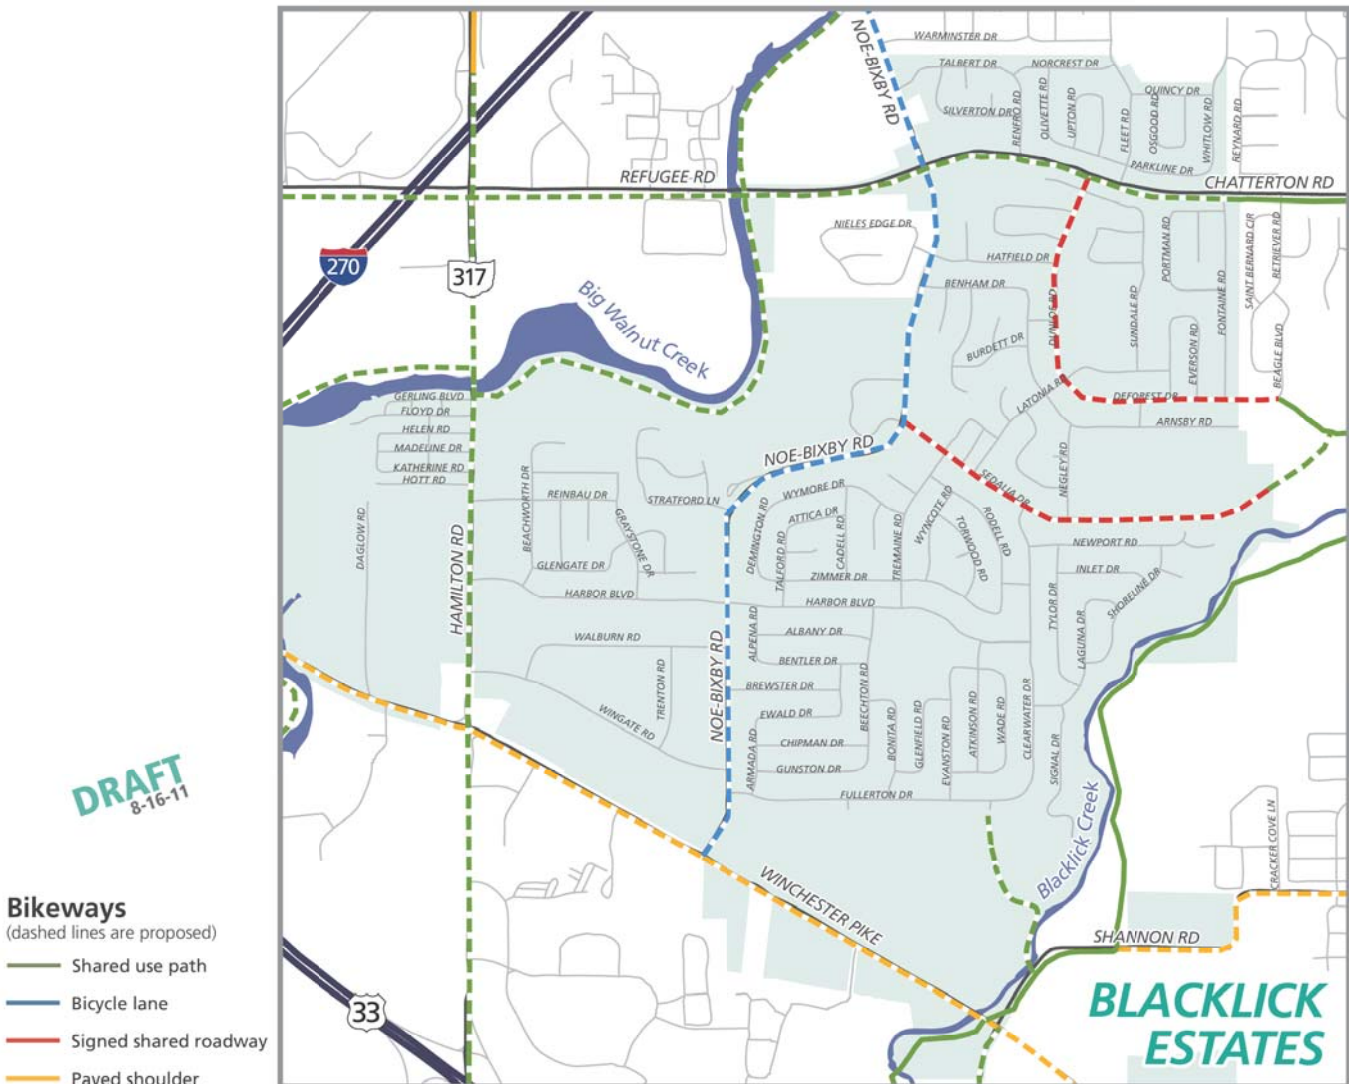 NOE-BIXBY RD
WARMINSTER DR
TALBERT DR
NORCREST DR
QUINCY DR
SILVERTON DR
RENFRO RD
OLIVETTE RD
UPTON RD
FLEET RD
OSGOOD RD
WHITLOW RD
REYNARD RD
PARKLINE DR
REFUGEE RD
CHATTERTON RD
NIELES EDGE DR
HATFIELD DR
PORTMAN RD
FONTAINE RD
SAINT BERNARD CIR
RETRIEVER RD
270
317
Big Walnut Creek
BENHAM DR
DUNLOE RD
SUNDALE RD
BURDETT DR
EVERSON RD
BEAGLE BLVD
GERLING BLVD
FLOYD DR
HELEN RD
MADELINE DR
KATHERINE RD
HOTT RD
LATONIA RD
DEFOREST DR
ARNSBY RD
NOE-BIXBY RD
NEGLEY RD
SEDALIA DR
BEACHWORTH DR
REINBAU DR
STRATFORD LN
GRAYSTONE DR
GLENGATE DR
HARBOR BLVD
DAGLOW RD
HAMILTON RD
WYMORE DR
DEMINGTON RD
ATTICA DR
TALFORD RD
CADELL RD
TREMAINE RD
WYNCOTE RD
TORWOOD RD
RODELL RD
ZIMMER DR
HARBOR BLVD
NEWPORT RD
INLET DR
SHORELINE DR
TYLOR DR
LAGUNA DR
WALBURN RD
TRENTON RD
WINGATE RD
NOE-BIXBY RD
ALPENA RD
ALBANY DR
BENTLER DR
BREWSTER DR
EWALD DR
CHIPMAN DR
GUNSTON DR
ARMADA RD
BEECHTON RD
BONITA RD
GLENFIELD RD
EVANSTON RD
ATKINSON RD
WADE RD
CLEARWATER DR
SIGNAL DR
FULLERTON DR
Blacklick Creek
WINCHESTER PIKE
CRACKER COVE LN
SHANNON RD
33
BLACKLICK
ESTATES
DRAFT
8-16-11
Bikeways
(dashed lines are proposed)
Shared use path
Bicycle lane
Signed shared roadway
Paved shoulder